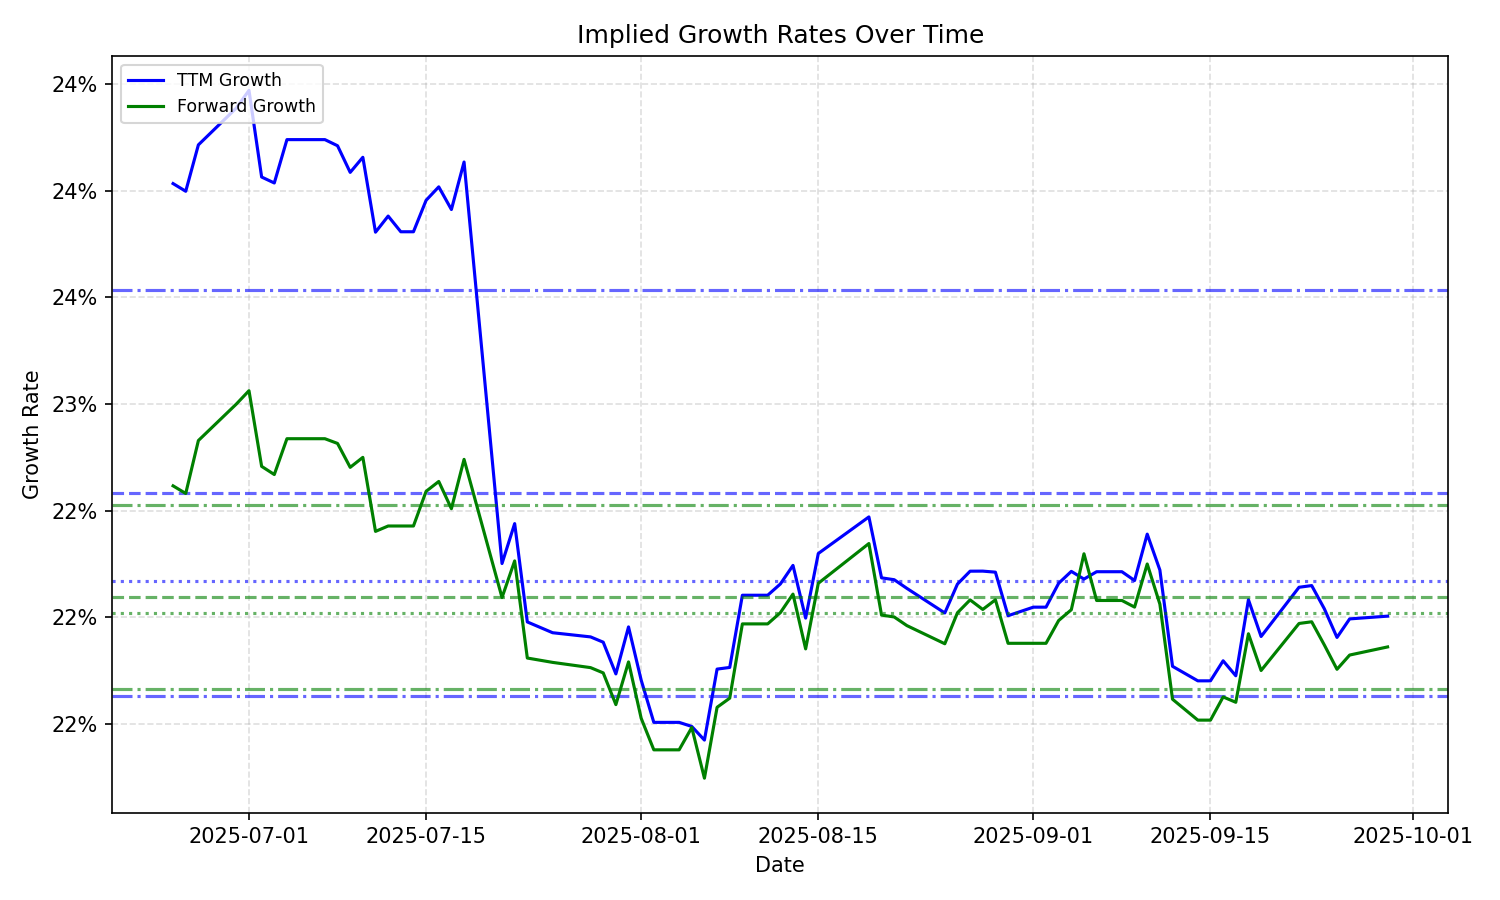 Implied Growth Rates Over Time
TTM Growth
Forward Growth
Growth Rate
24%
24%
24%
23%
22%
22%
22%
2025-07-01
2025-07-15
2025-08-01
2025-08-15
2025-09-01
2025-09-15
2025-10-01
Date